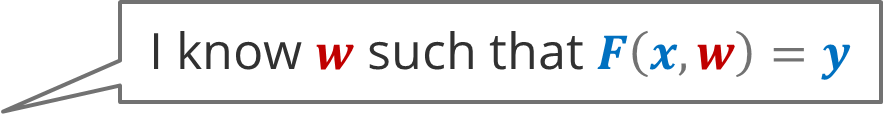 I know w such that F(x,w) = y